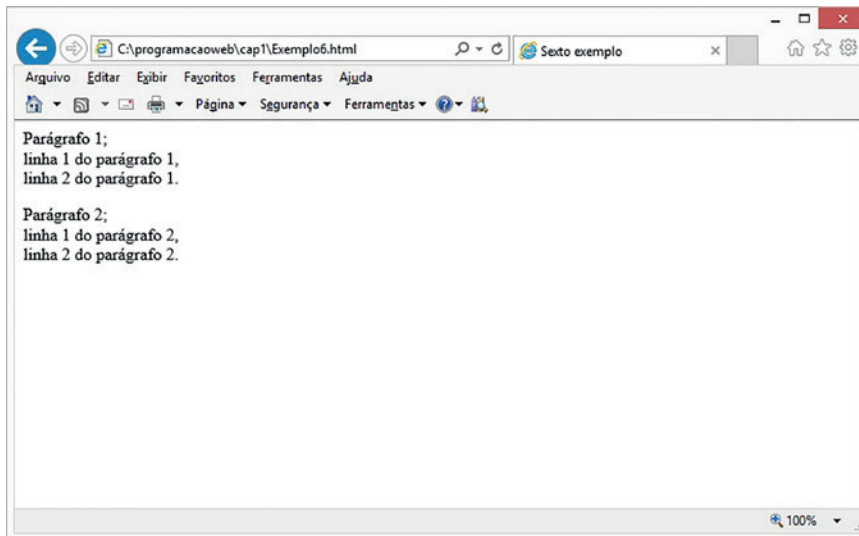 C:\programacaoweb\cap1\Exemplo6.html
Sexto exemplo
Arquivo Editar Exibir Favoritos Ferramentas Ajuda
Página Segurança Ferramentas
Parágrafo 1;
linha 1 do parágrafo 1,
linha 2 do parágrafo 1.
Parágrafo 2;
linha 1 do parágrafo 2,
linha 2 do parágrafo 2.
100%